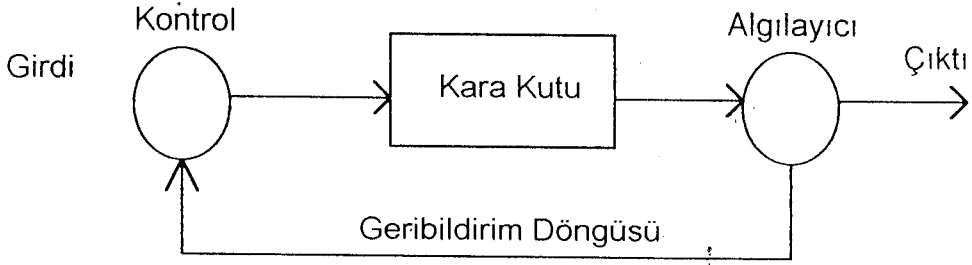 Kontrol
Algılayıcı
Girdi
Çıktı
Kara Kutu
Geribildirim Döngüsü